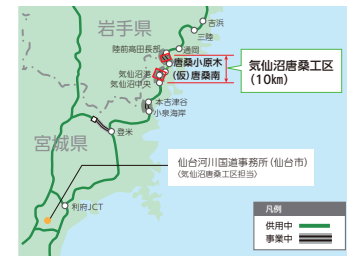 岩手県
吉浜
三陸
通岡
陸前高田長部
唐桑小原木
(仮)唐桑南
気仙沼港
気仙沼中央
気仙沼唐桑工区
(10km)
本吉津谷
小泉海岸
登米
宮城県
仙台河川国道事務所(仙台市)
〈気仙沼唐桑工区担当〉
利府JCT
凡例
供用中
事業中